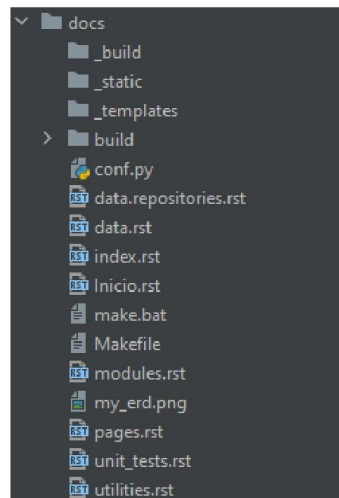 docs
_build
_static
_templates
build
conf.py
data.repositories.rst
data.rst
index.rst
Inicio.rst
make.bat
Makefile
modules.rst
my_erd.png
pages.rst
unit_tests.rst
utilities.rst